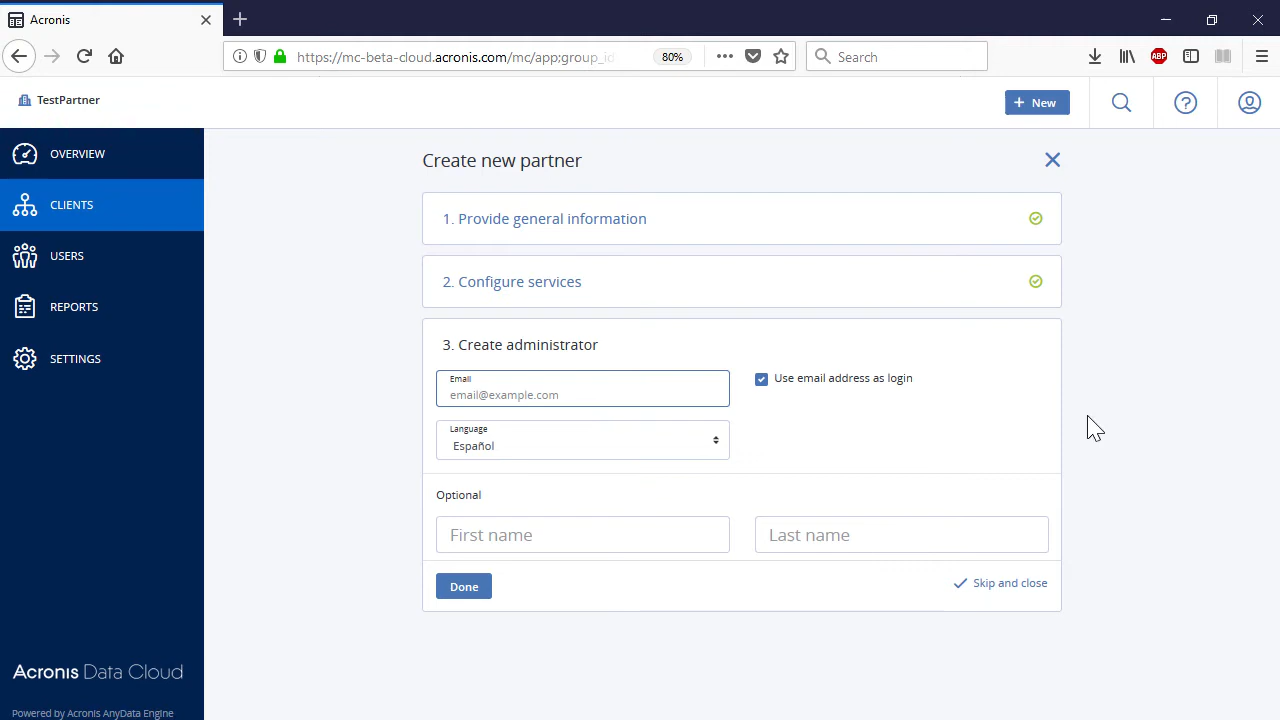 Acronis
https://mc-beta-cloud.acronis.com/mc/app;group_id
80%
Search
ABP
TestPartner
New
OVERVIEW
CLIENTS
USERS
REPORTS
SETTINGS
Create new partner
1. Provide general information
2. Configure services
3. Create administrator
Email
email@example.com
Use email address as login
Language
Español
Optional
First name
Last name
Done
Skip and close
Acronis Data Cloud
Powered by Acronis AnyData Engine